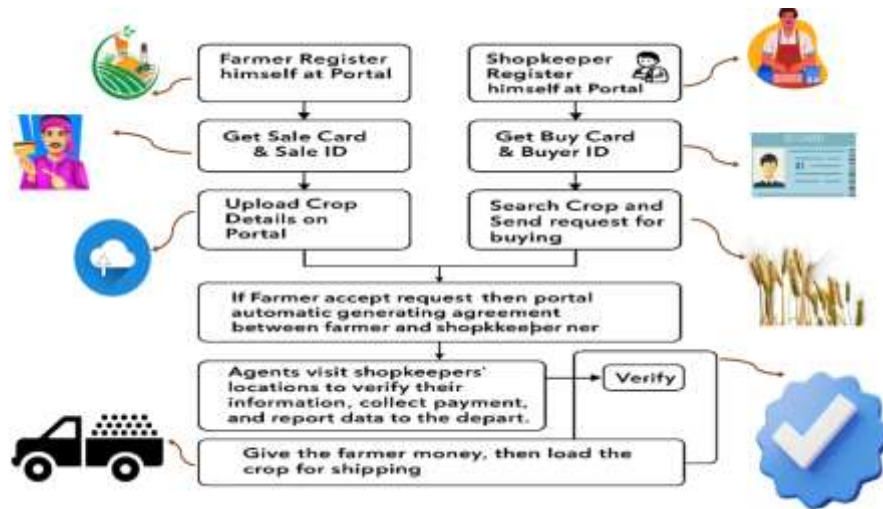 Farmer Register
himself at Portal
Shopkeeper
Register
himself at Portal
Get Sale Card
& Sale ID
Get Buy Card
& Buyer ID
Upload Crop
Details on
Portal
Search Crop and
Send request for
buying
If Farmer accept request then portal
automatic generating agreement
between farmer and shopkkeeper ner
Agents visit shopkeepers'
locations to verify their
information, collect payment,
and report data to the depart.
Verify
Give the farmer money, then load the
crop for shipping